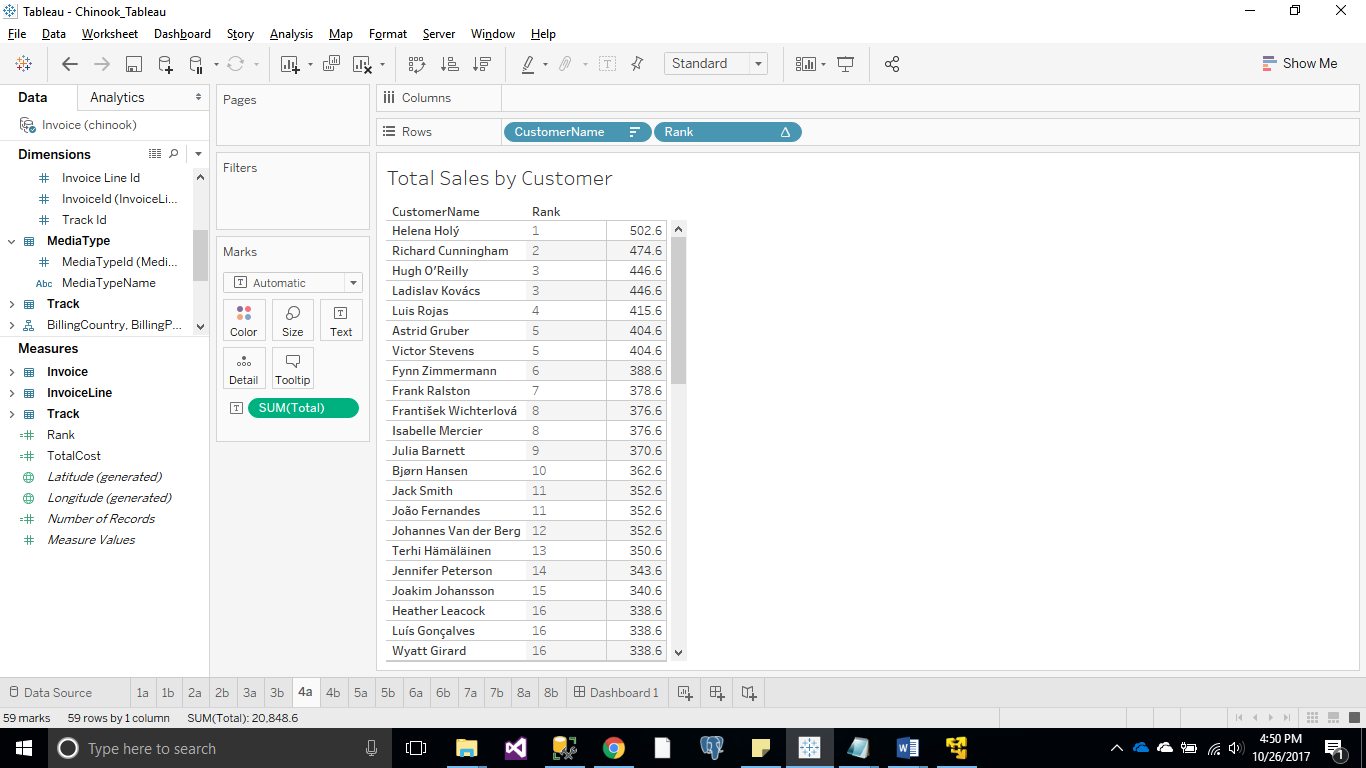 Tableau - Chinook_Tableau
File Data Worksheet Dashboard Story Analysis Map Format Server Window Help
Standard
Show Me
Data Analytics
Invoice (chinook)
Dimensions
Invoice Line Id
InvoiceId (InvoiceLi...
Track Id
MediaType
MediaTypeId (Medi...
Abc MediaTypeName
Track
BillingCountry, BillingP...
Measures
Invoice
InvoiceLine
Track
Rank
TotalCost
Latitude (generated)
Longitude (generated)
Number of Records
Measure Values
Pages
Filters
Marks
Automatic
Color Size Text
Detail Tooltip
SUM(Total)
Columns
Rows CustomerName Rank
Total Sales by Customer
CustomerName Rank
Helena Holý 1 502.6
Richard Cunningham 2 474.6
Hugh O’Reilly 3 446.6
Ladislav Kovács 3 446.6
Luis Rojas 4 415.6
Astrid Gruber 5 404.6
Victor Stevens 5 404.6
Fynn Zimmermann 6 388.6
Frank Ralston 7 378.6
František Wichterlová 8 376.6
Isabelle Mercier 8 376.6
Julia Barnett 9 370.6
Bjørn Hansen 10 362.6
Jack Smith 11 352.6
João Fernandes 11 352.6
Johannes Van der Berg 12 352.6
Terhi Hämäläinen 13 350.6
Jennifer Peterson 14 343.6
Joakim Johansson 15 340.6
Heather Leacock 16 338.6
Luís Gonçalves 16 338.6
Wyatt Girard 16 338.6
Data Source 1a 1b 2a 2b 3a 3b 4a 4b 5a 5b 6a 6b 7a 7b 8a 8b Dashboard 1
59 marks 59 rows by 1 column SUM(Total): 20,848.6
Type here to search
4:50 PM
10/26/2017
1